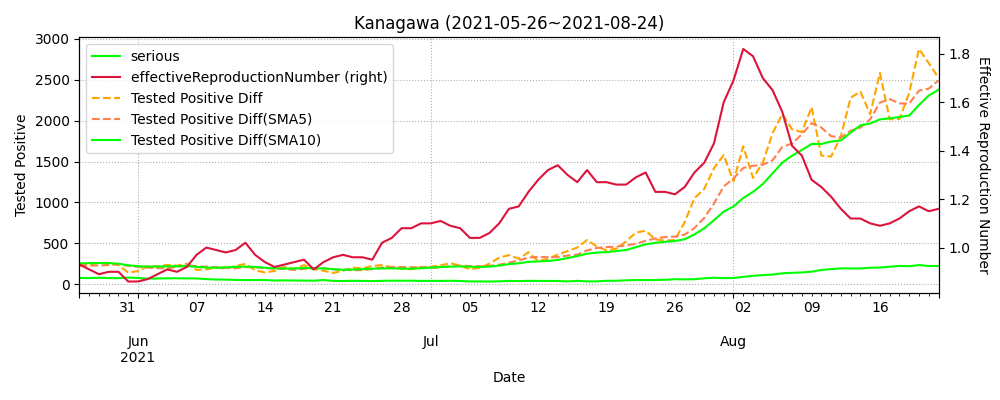 Kanagawa (2021-05-26~2021-08-24)
serious
effectiveReproductionNumber (right)
Tested Positive Diff
Tested Positive Diff(SMA5)
Tested Positive Diff(SMA10)
Tested Positive
3000
2500
2000
1500
1000
500
0
1.8
1.6
1.4
1.2
1.0
Effective Reproduction Number
31 07 14 21 28 05 12 19 26 02 09 16
Jun Jul Aug
2021
Date